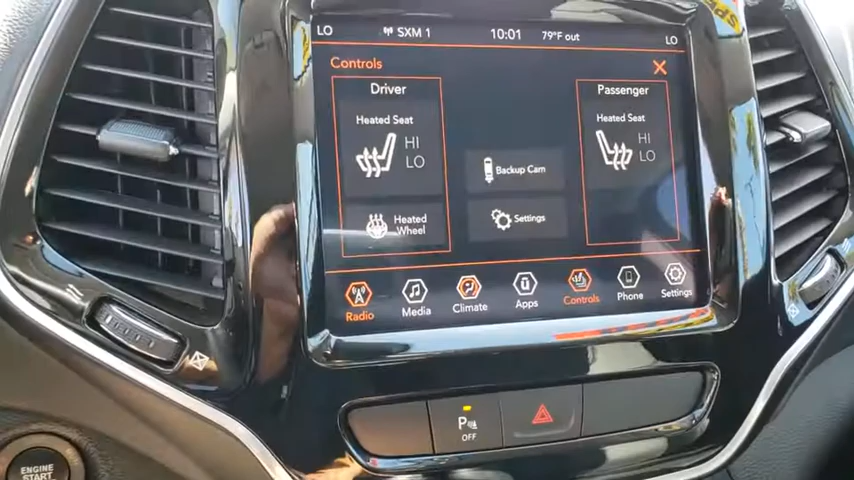 LO SXM 1 10:01 79°F out LO
Controls
Driver
Passenger
Heated Seat
HI
LO
Heated Seat
HI
LO
Backup Cam
Heated
Wheel
Settings
Radio Media Climate Apps Controls Phone Settings
P
OFF
ENGINE
START